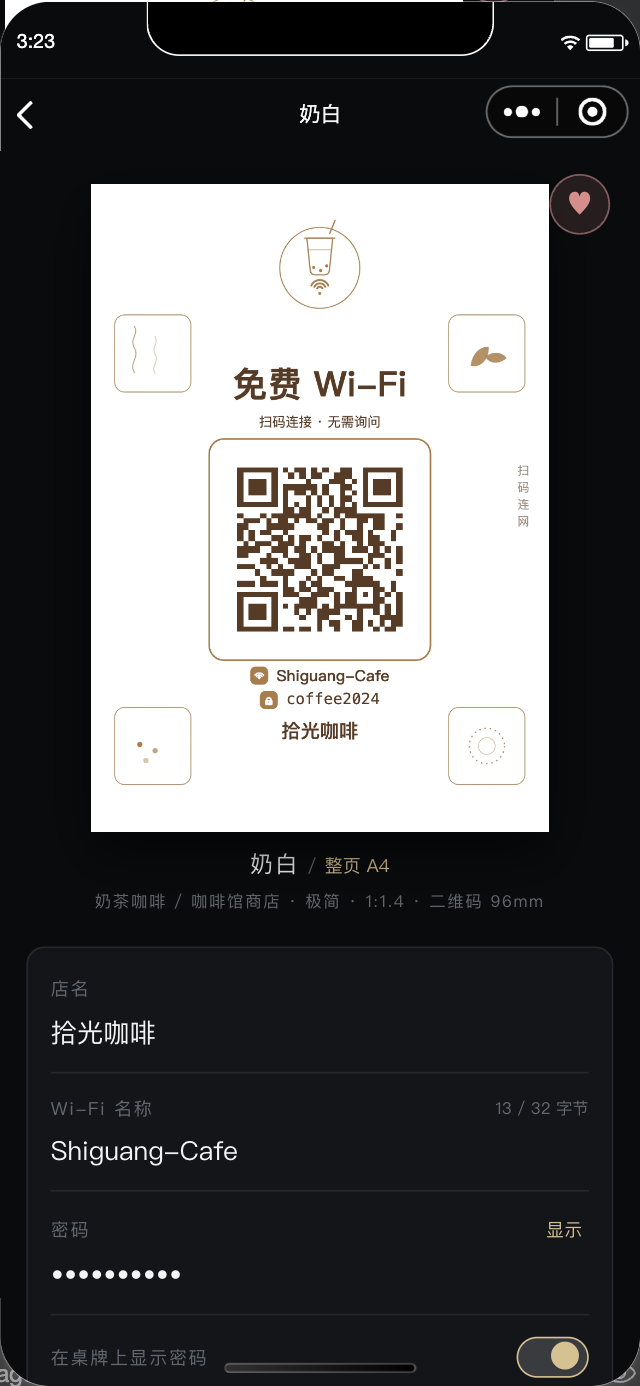 3:23
奶白
免费 Wi-Fi
扫码连接 · 无需询问
扫码连网
Shiguang-Cafe
coffee2024
拾光咖啡
奶白 / 整页 A4
奶茶咖啡 / 咖啡馆商店 · 极简 · 1:1.4 · 二维码 96mm
店名
拾光咖啡
Wi-Fi 名称 13 / 32 字节
Shiguang-Cafe
密码 显示
••••••••••
在桌牌上显示密码